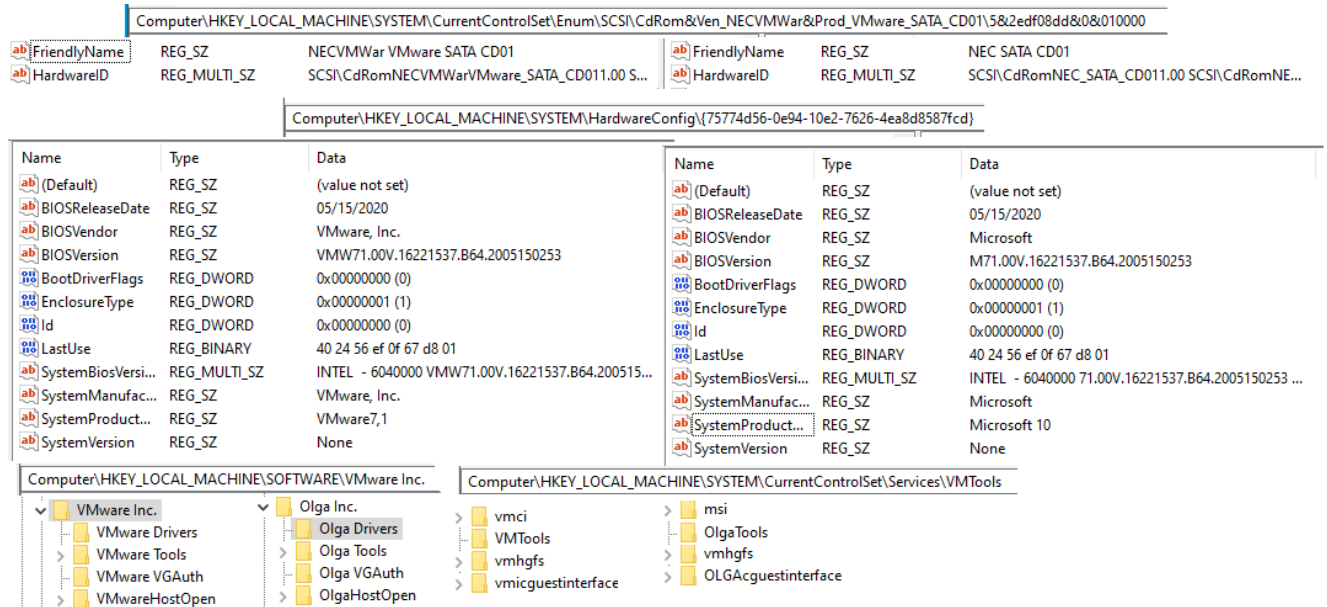 Computer\HKEY_LOCAL_MACHINE\SYSTEM\CurrentControlSet\Enum\SCSI\CdRom&Ven_NECVMWar&Prod_VMware_SATA_CD01\5&2edf08dd&0&010000
FriendlyName REG_SZ NECVMWar VMware SATA CD01
HardwareID REG_MULTI_SZ SCSI\CdRomNECVMWarVMware_SATA_CD011.00 S...
FriendlyName REG_SZ NEC SATA CD01
HardwareID REG_MULTI_SZ SCSI\CdRomNEC_SATA_CD011.00 SCSI\CdRomNE...
Computer\HKEY_LOCAL_MACHINE\SYSTEM\HardwareConfig\{75774d56-0e94-10e2-7626-4ea8d8587fcd}
Name Type Data
(Default) REG_SZ (value not set)
BIOSReleaseDate REG_SZ 05/15/2020
BIOSVendor REG_SZ VMware, Inc.
BIOSVersion REG_SZ VMW71.00V.16221537.B64.2005150253
BootDriverFlags REG_DWORD 0x00000000 (0)
EnclosureType REG_DWORD 0x00000001 (1)
Id REG_DWORD 0x00000000 (0)
LastUse REG_BINARY 40 24 56 ef 0f 67 d8 01
SystemBiosVersi... REG_MULTI_SZ INTEL - 6040000 VMW71.00V.16221537.B64.200515...
SystemManufac... REG_SZ VMware, Inc.
SystemProduct... REG_SZ VMware7,1
SystemVersion REG_SZ None
Name Type Data
(Default) REG_SZ (value not set)
BIOSReleaseDate REG_SZ 05/15/2020
BIOSVendor REG_SZ Microsoft
BIOSVersion REG_SZ M71.00V.16221537.B64.2005150253
BootDriverFlags REG_DWORD 0x00000000 (0)
EnclosureType REG_DWORD 0x00000001 (1)
Id REG_DWORD 0x00000000 (0)
LastUse REG_BINARY 40 24 56 ef 0f 67 d8 01
SystemBiosVersi... REG_MULTI_SZ INTEL - 6040000 71.00V.16221537.B64.2005150253 ...
SystemManufac... REG_SZ Microsoft
SystemProduct... REG_SZ Microsoft 10
SystemVersion REG_SZ None
Computer\HKEY_LOCAL_MACHINE\SOFTWARE\VMware Inc.
VMware Inc.
VMware Drivers
VMware Tools
VMware VGAuth
VMwareHostOpen
Olga Inc.
Olga Drivers
Olga Tools
Olga VGAuth
OlgaHostOpen
Computer\HKEY_LOCAL_MACHINE\SYSTEM\CurrentControlSet\Services\VMTools
vmci
VMTools
vmhgfs
vmicguestinterface
msi
OlgaTools
vmhgfs
OLGAcguestinterface